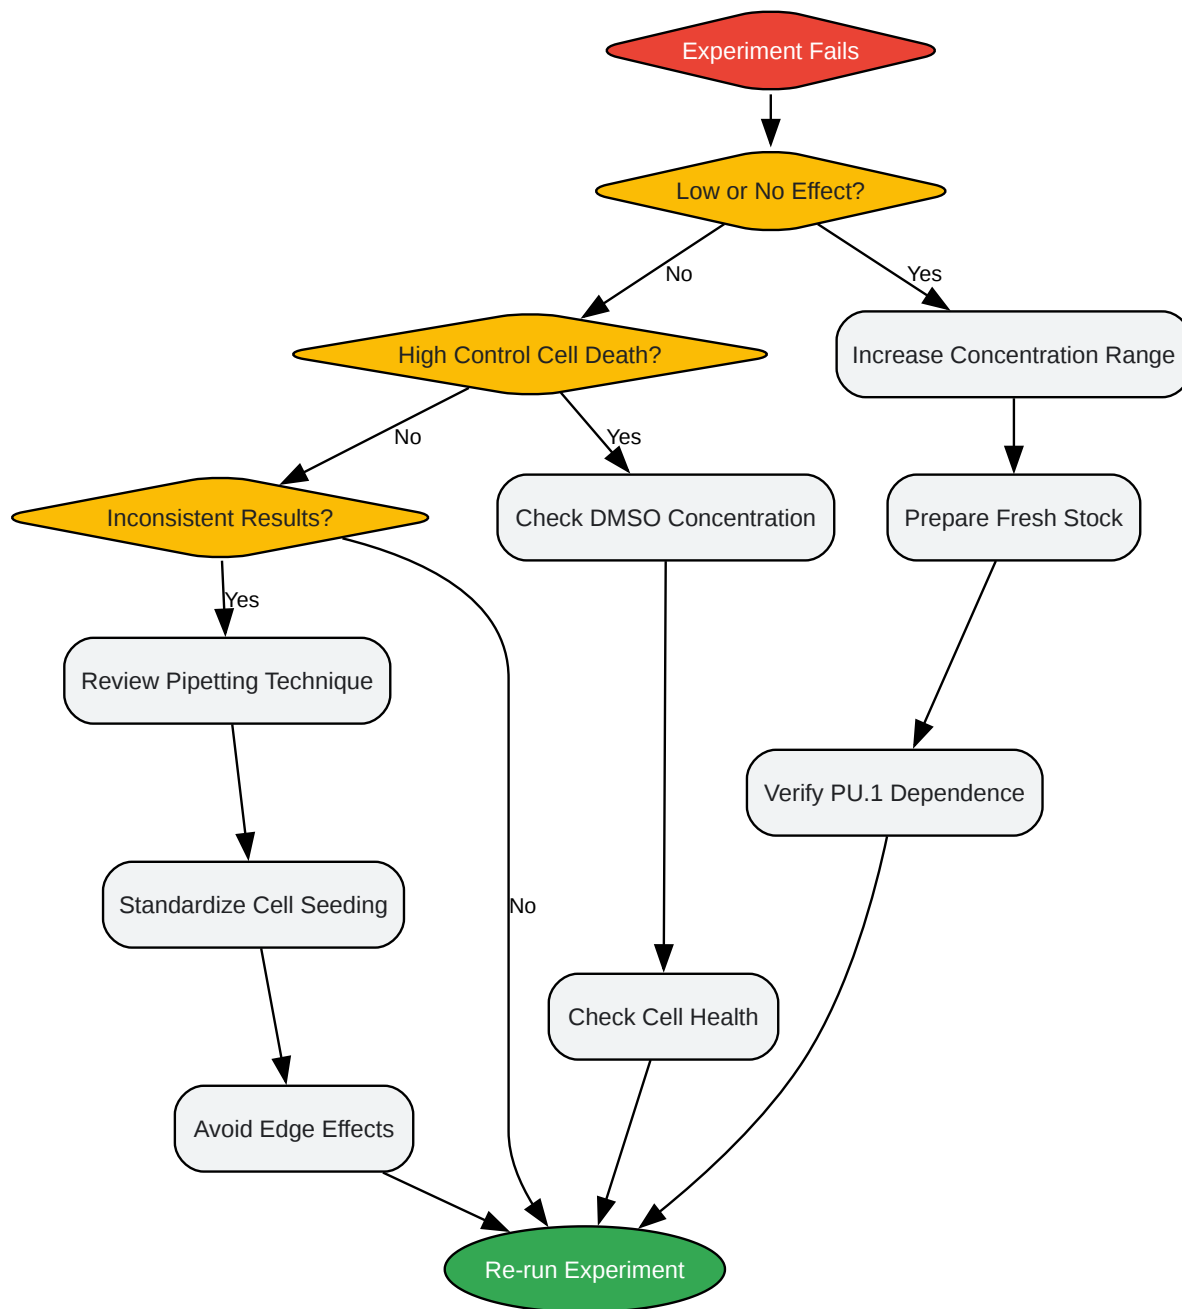 Experiment Fails
Low or No Effect?
No
Yes
High Control Cell Death?
Increase Concentration Range
No
Yes
Inconsistent Results?
Check DMSO Concentration
Prepare Fresh Stock
Yes
Review Pipetting Technique
Verify PU.1 Dependence
Standardize Cell Seeding
No
Check Cell Health
Avoid Edge Effects
Re-run Experiment